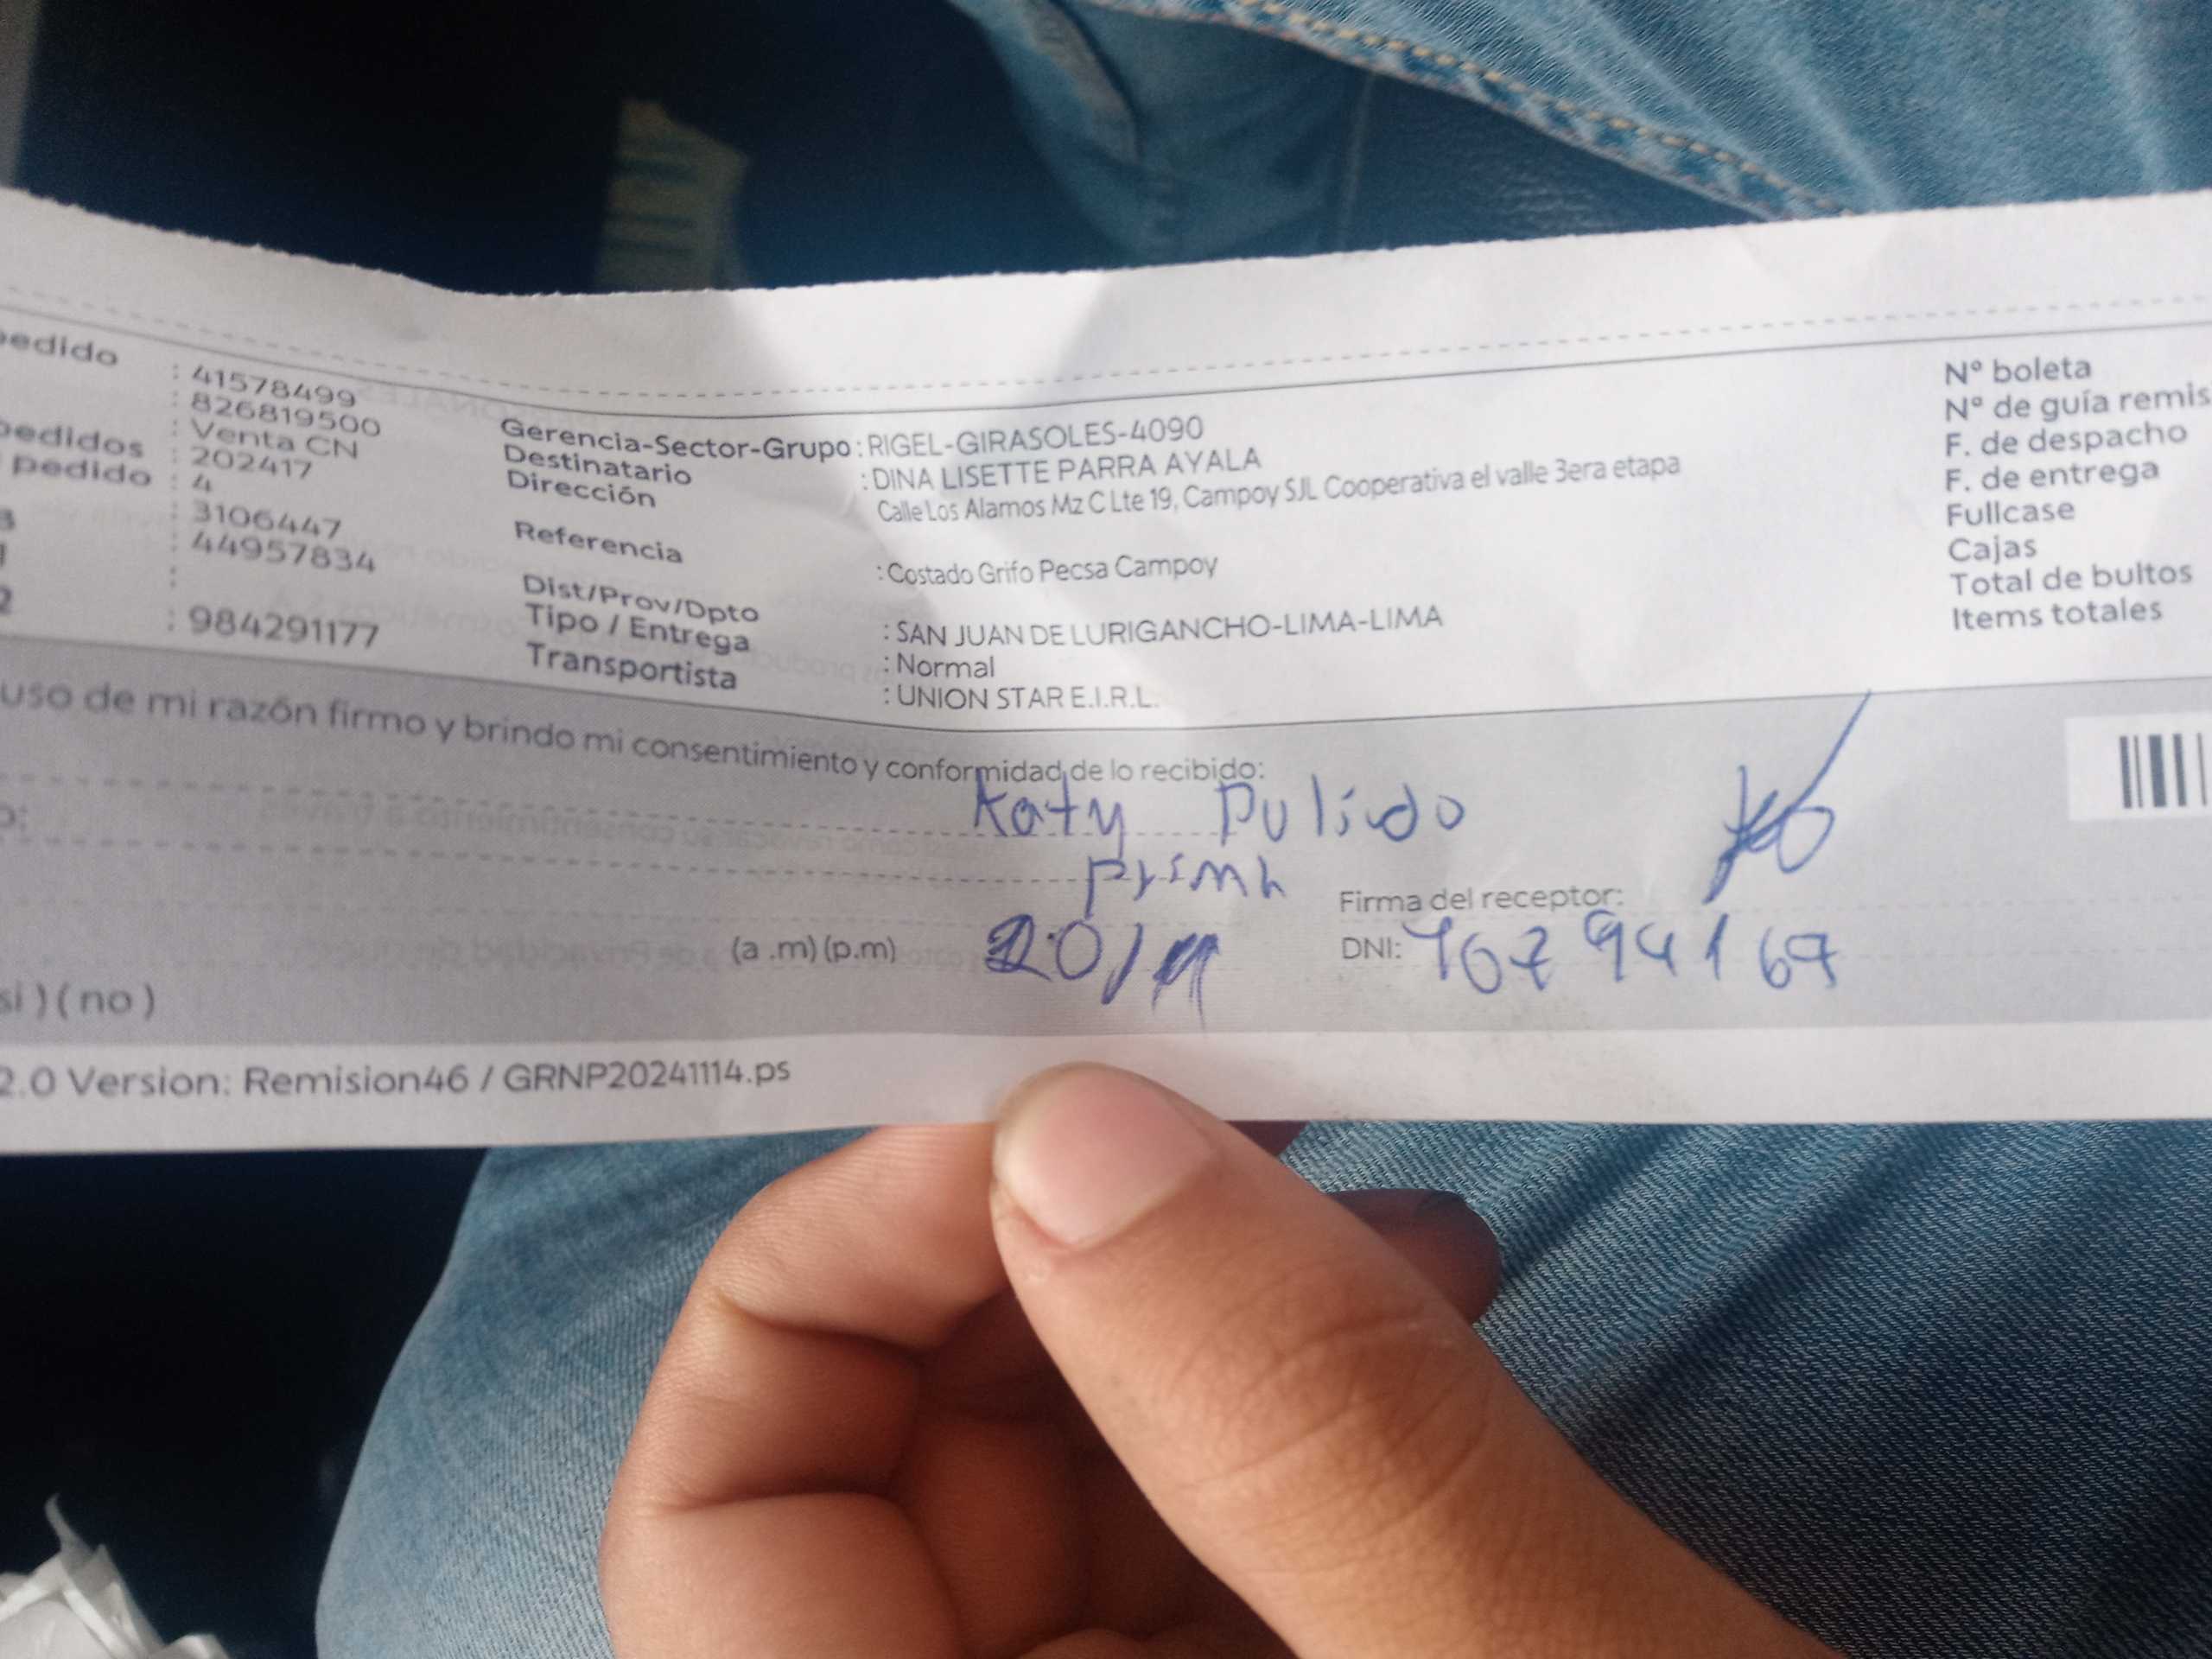 pedido : 41578499
: 826819500
pedidos : Venta CN
pedido : 202417
: 4
: 3106447
: 44957834
:
2 : 984291177
Gerencia-Sector-Grupo : RIGEL-GIRASOLES-4090
Destinatario : DINA LISETTE PARRA AYALA
Dirección Calle Los Alamos Mz C Lte 19, Campoy SJL Cooperativa el valle 3era etapa
Referencia : Costado Grifo Pecsa Campoy
Dist/Prov/Dpto : SAN JUAN DE LURIGANCHO-LIMA-LIMA
Tipo / Entrega : Normal
Transportista : UNION STAR E.I.R.L.
N° boleta
N° de guía remis
F. de despacho
F. de entrega
Fullcase
Cajas
Total de bultos
Items totales
uso de mi razón firmo y brindo mi consentimiento y conformidad de lo recibido:
Katy Pulido
prima
Firma del receptor:
(a .m) (p.m) 20/11
DNI:
si ) ( no )
2.0 Version: Remision46 / GRNP20241114.ps